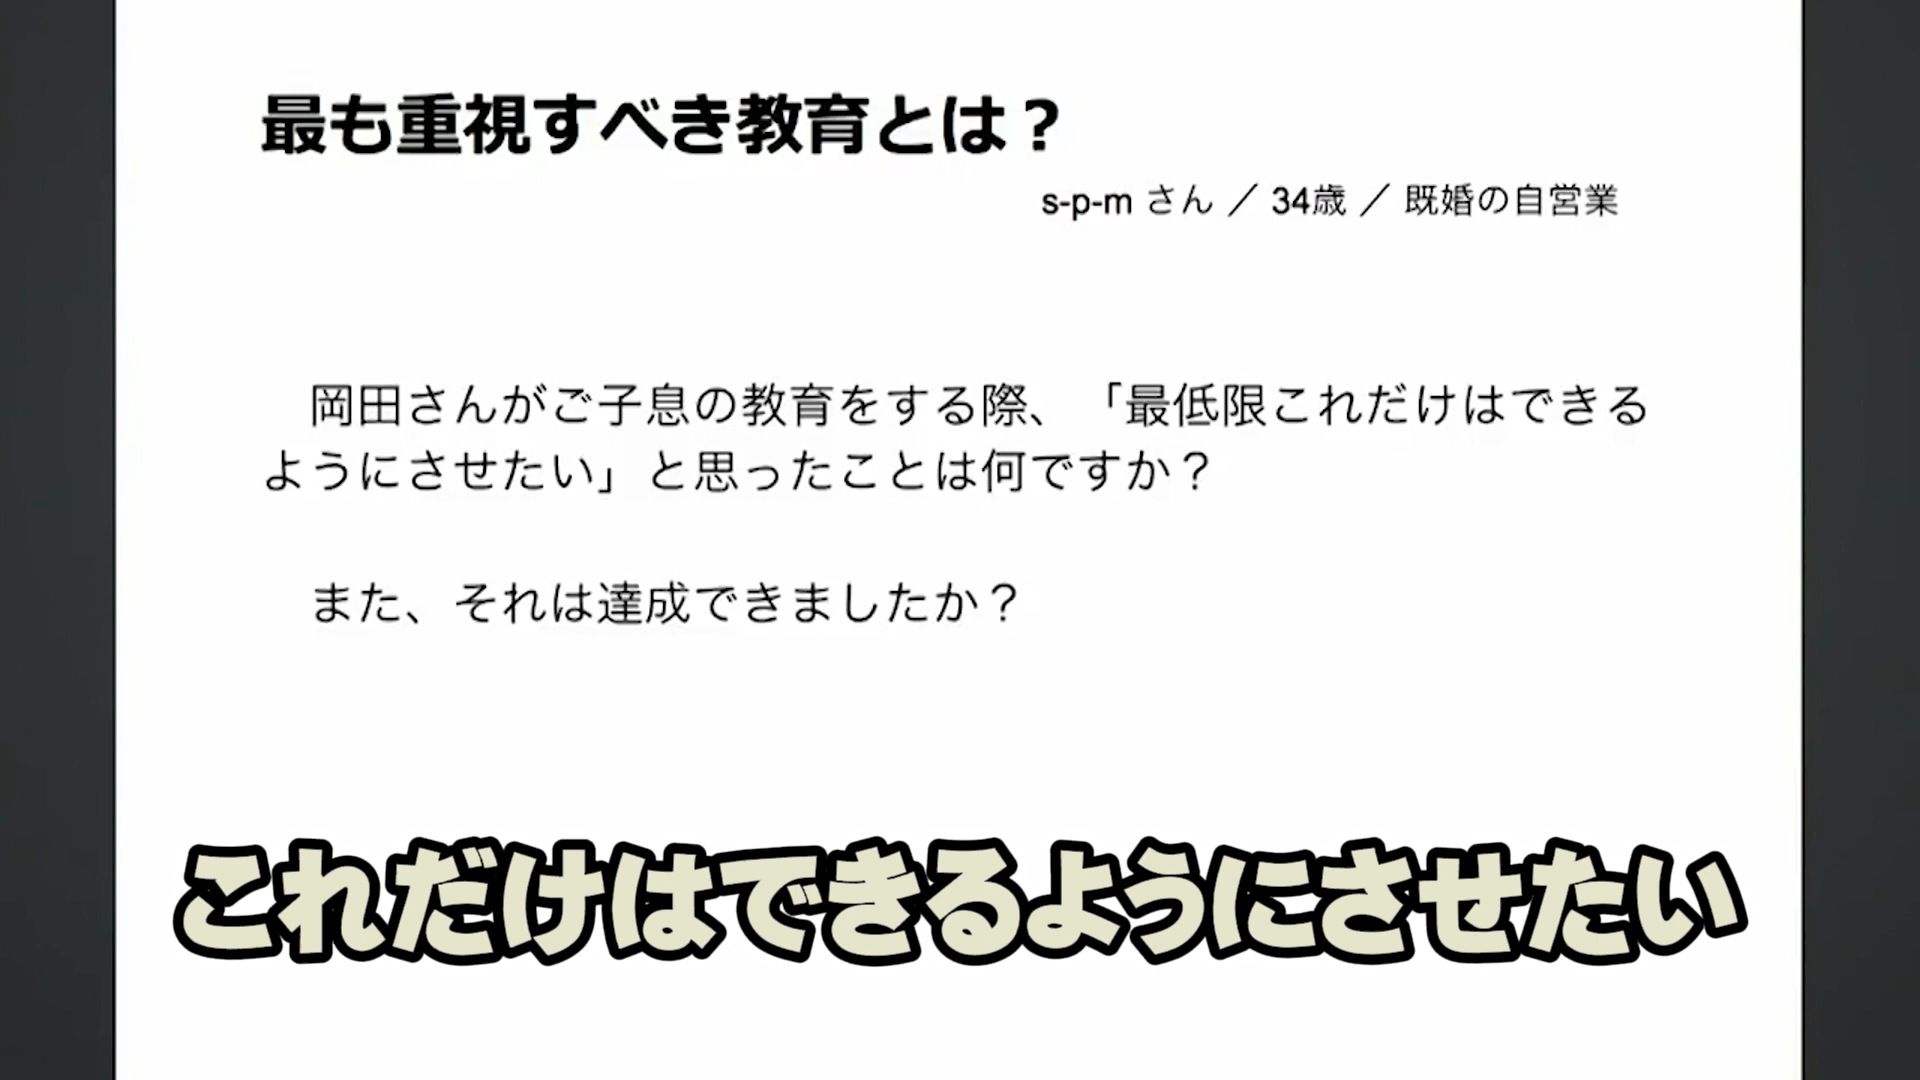 最も重視すべき教育とは？
s-p-m さん ／ 34歳 ／ 既婚の自営業
岡田さんがご子息の教育をする際、「最低限これだけはできる
ようにさせたい」と思ったことは何ですか？
また、それは達成できましたか？
これだけはできるようにさせたい